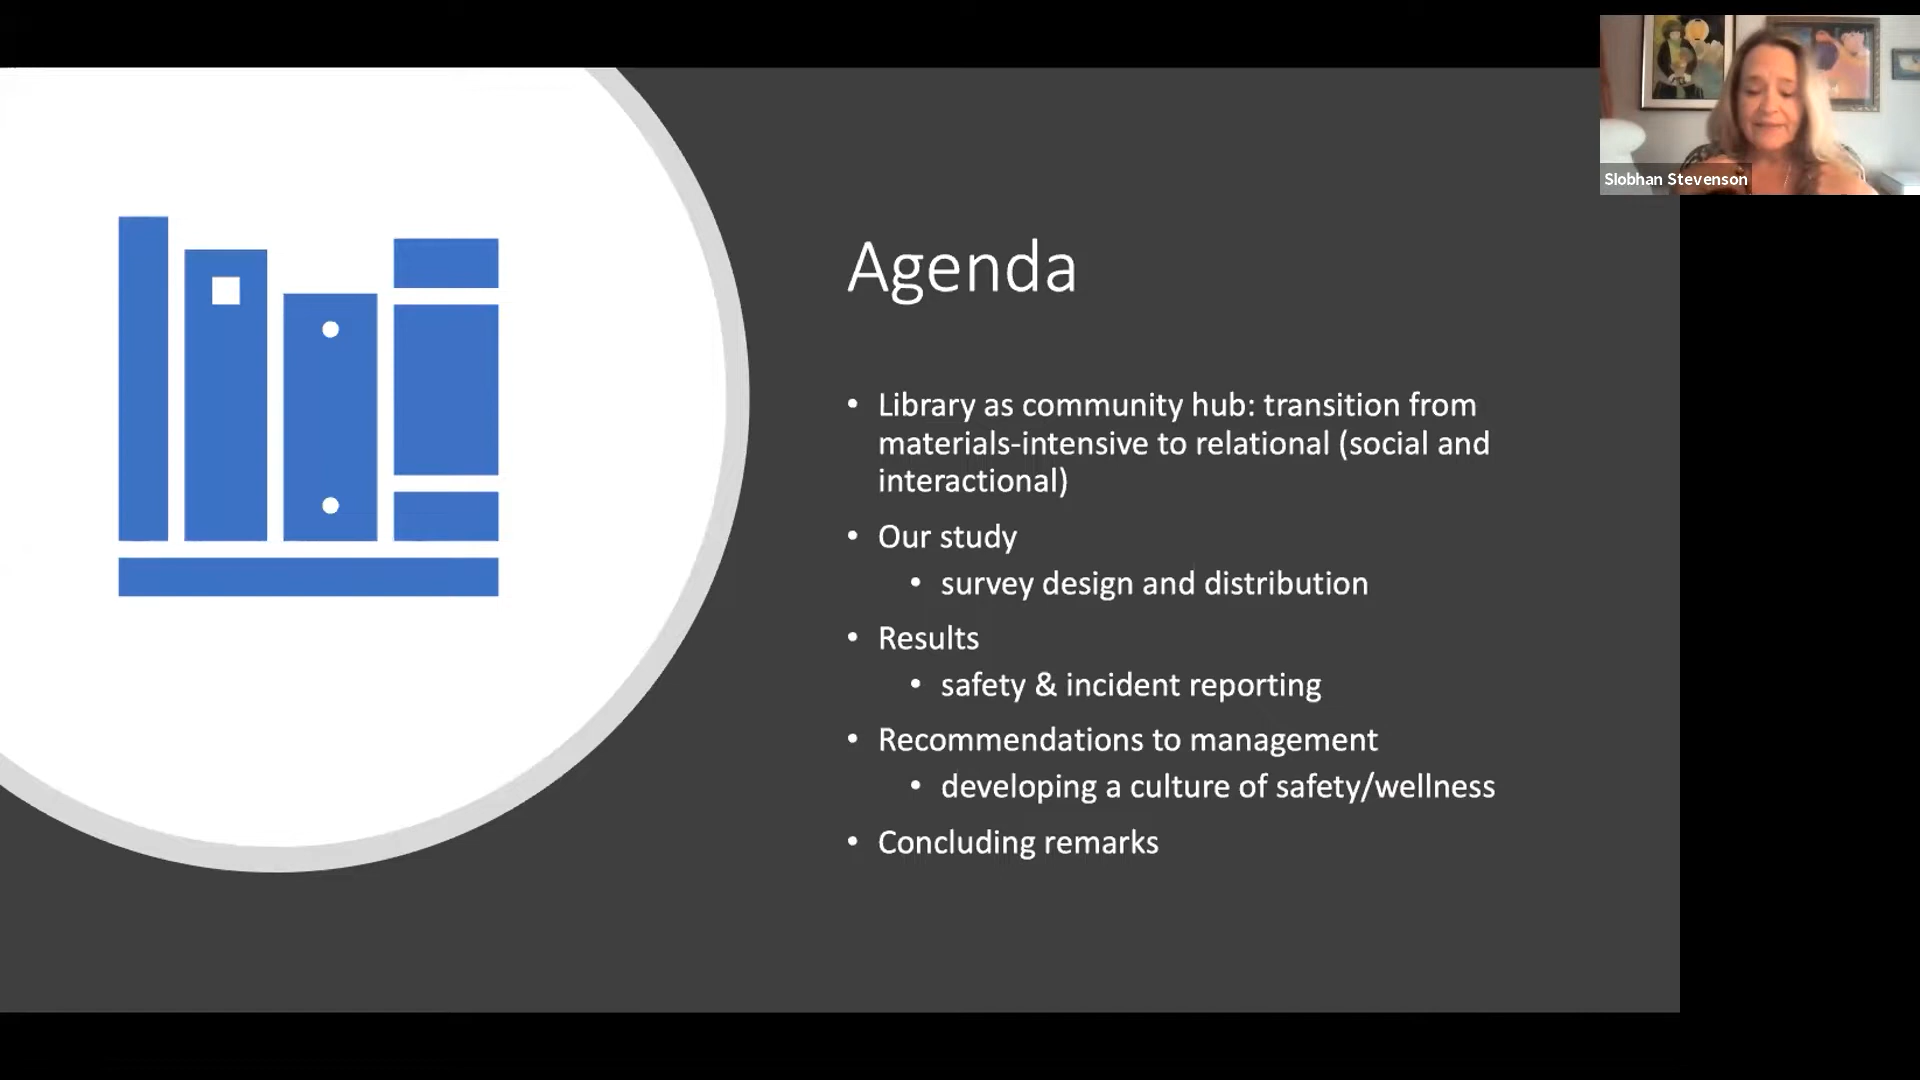 SIobhan Stevenson
Agenda
• Library as community hub: transition from
materials-intensive to relational (social and
interactional)
• Our study
• survey design and distribution
• Results
• safety & incident reporting
• Recommendations to management
• developing a culture of safety/wellness
• Concluding remarks